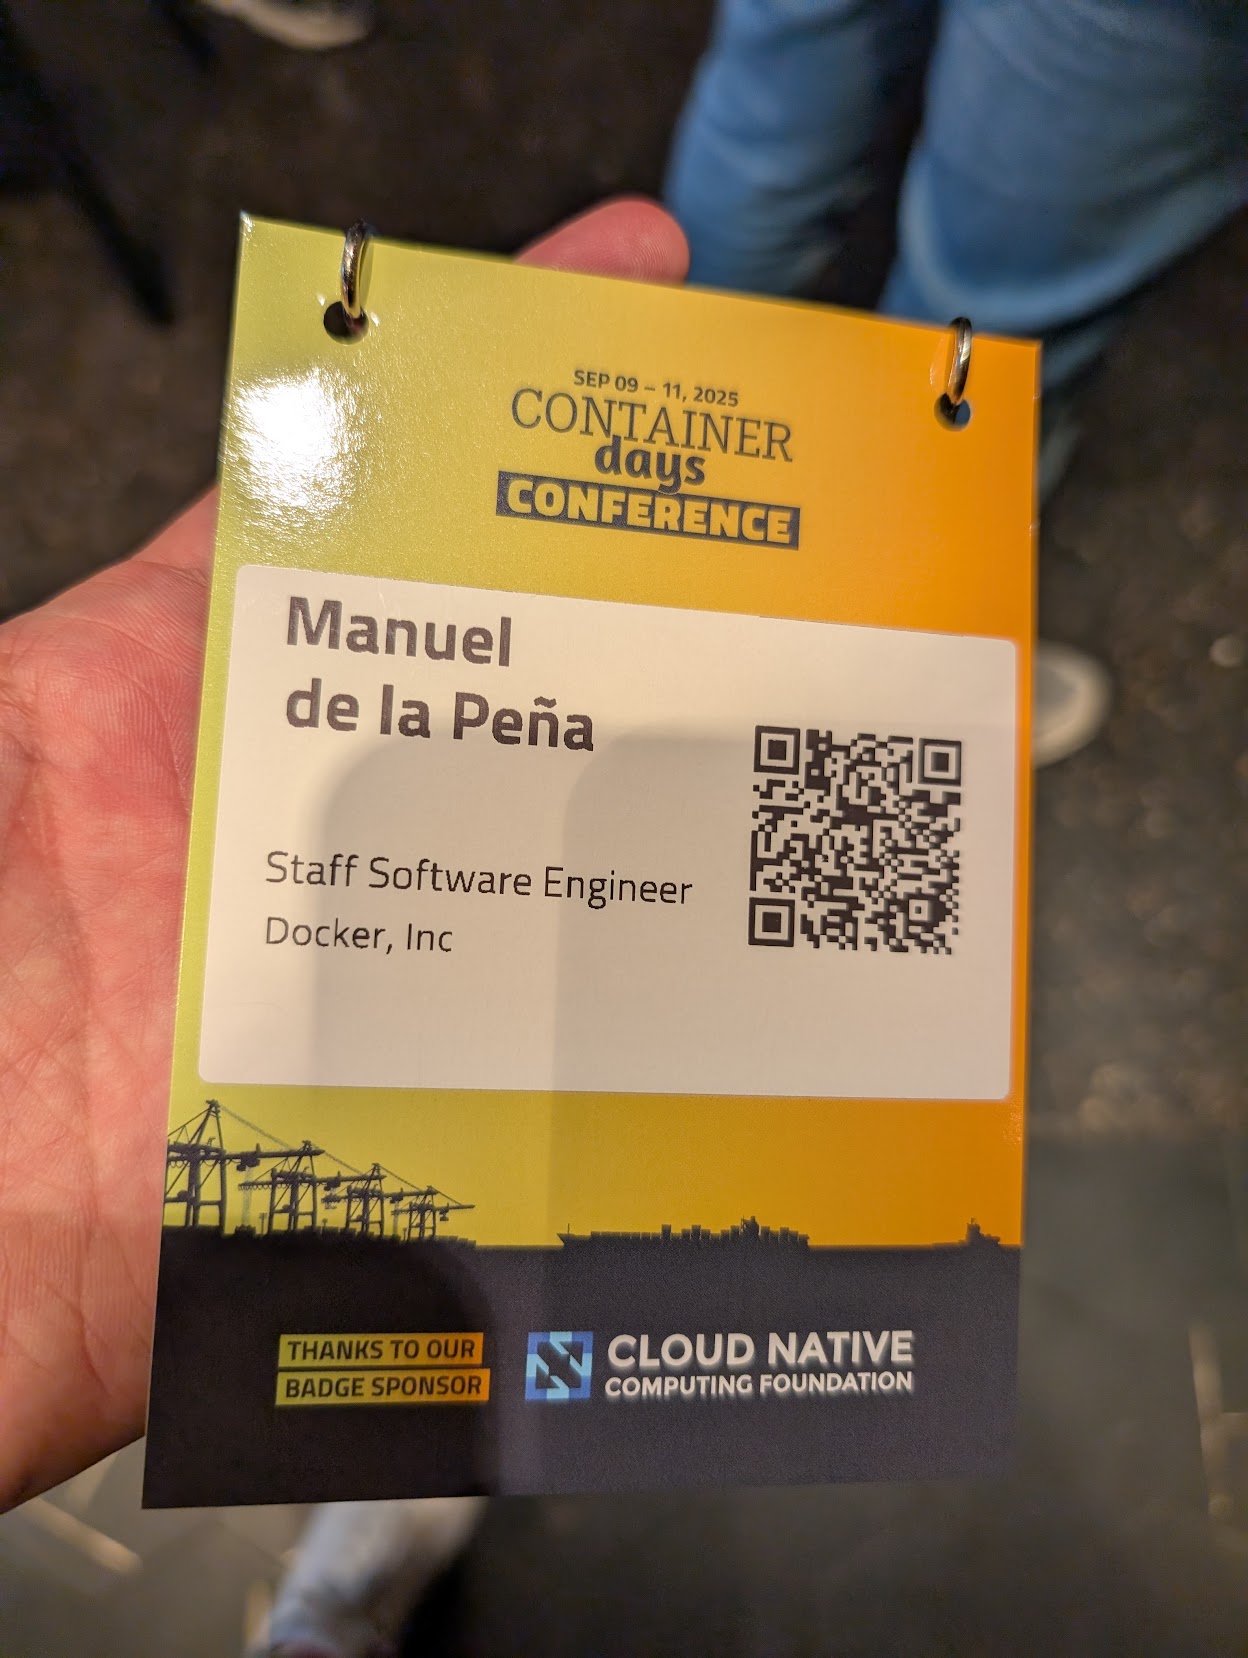 SEP 09 – 11, 2025
CONTAINER
days
CONFERENCE
Manuel
de la Peña
Staff Software Engineer
Docker, Inc
THANKS TO OUR
BADGE SPONSOR
CLOUD NATIVE
COMPUTING FOUNDATION